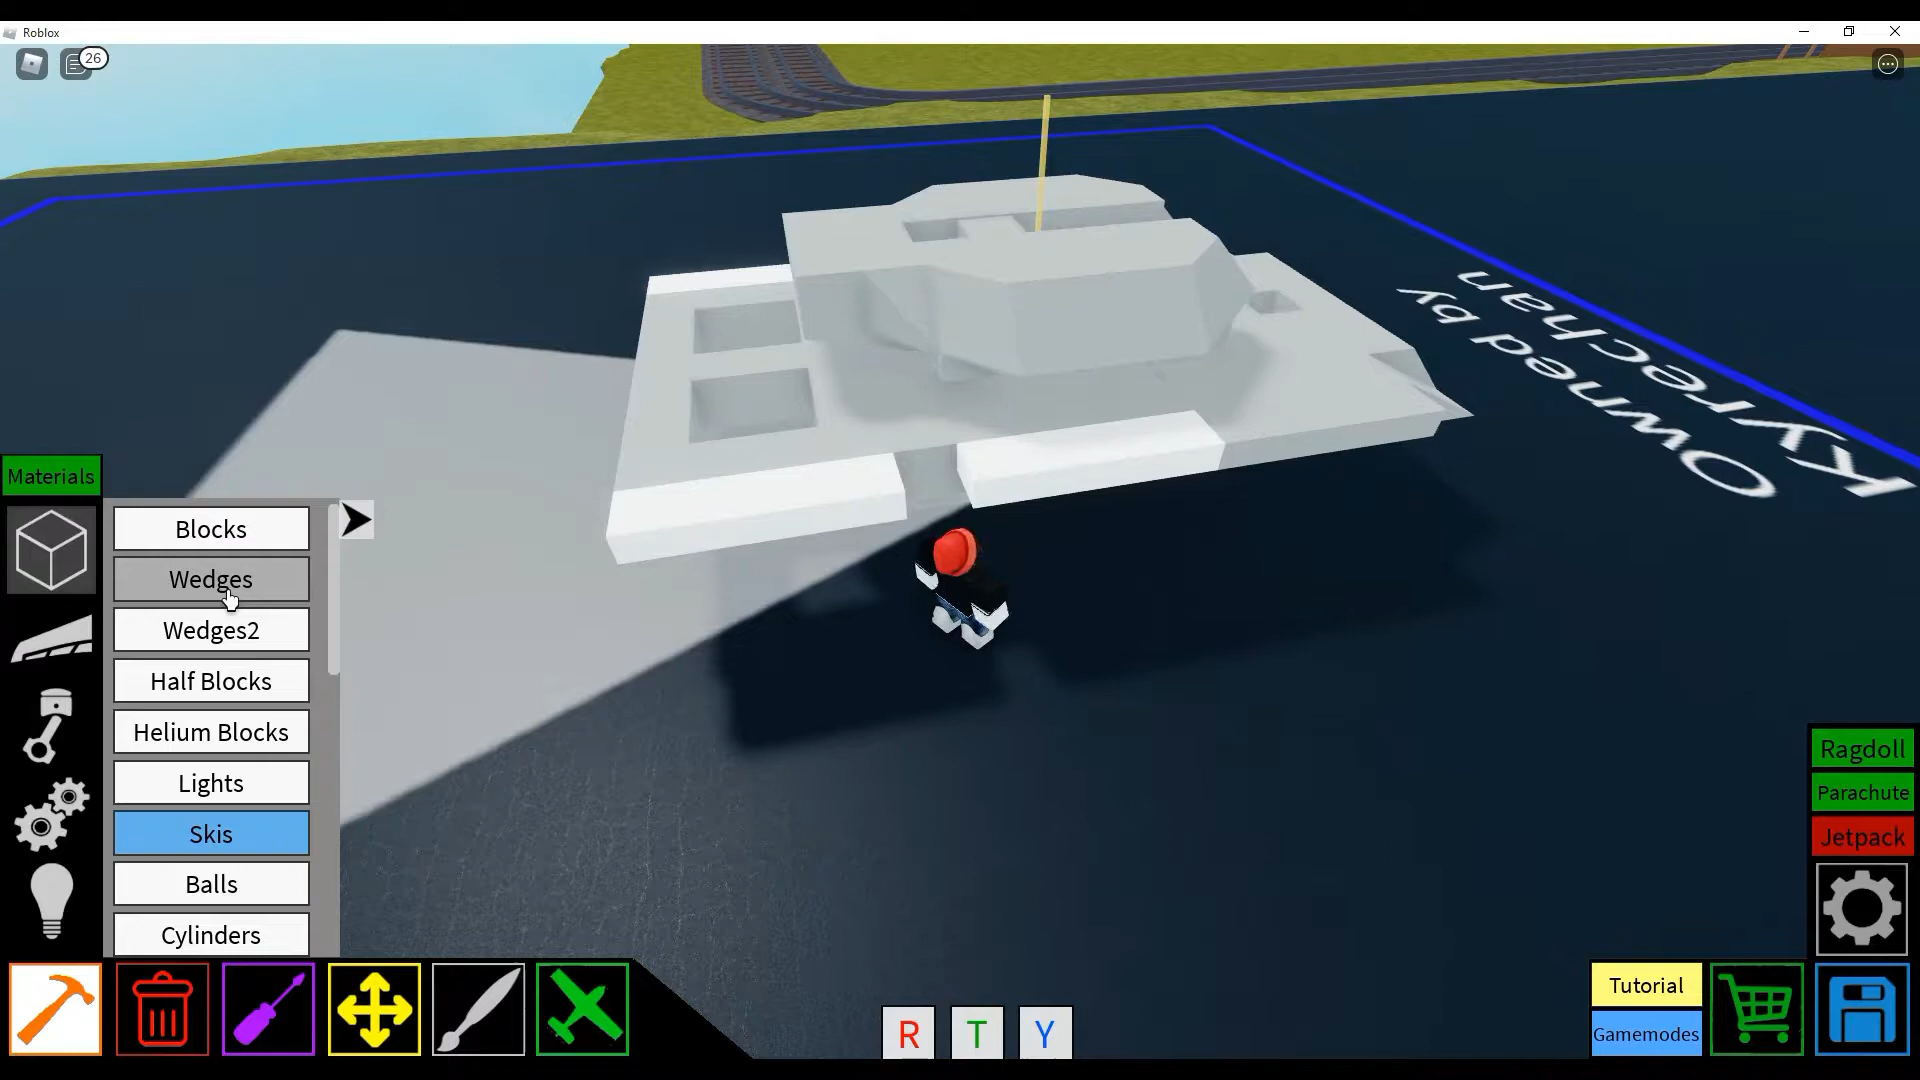 Roblox
26
Owned by
Kyrechan
Materials
Blocks
Wedges
Wedges2
Half Blocks
Helium Blocks
Lights
Skis
Balls
Cylinders
Ragdoll
Parachute
Jetpack
Tutorial
Gamemodes
R T Y